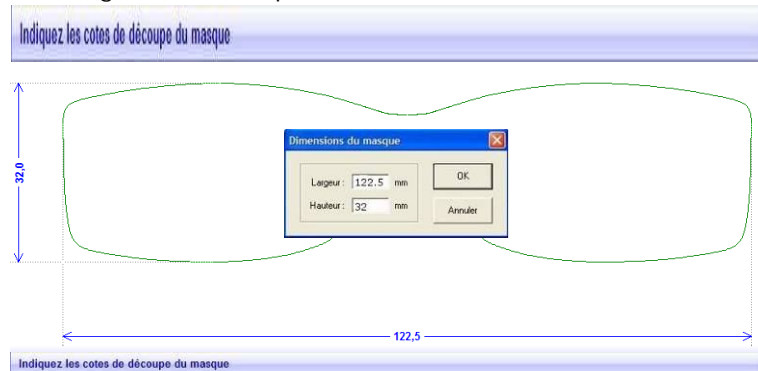 Indiquez les cotes de découpe du masque
32,0
Dimensions du masque
Largeur : 122.5 mm
OK
Hauteur : 32 mm
Annuler
122,5
Indiquez les cotes de découpe du masque